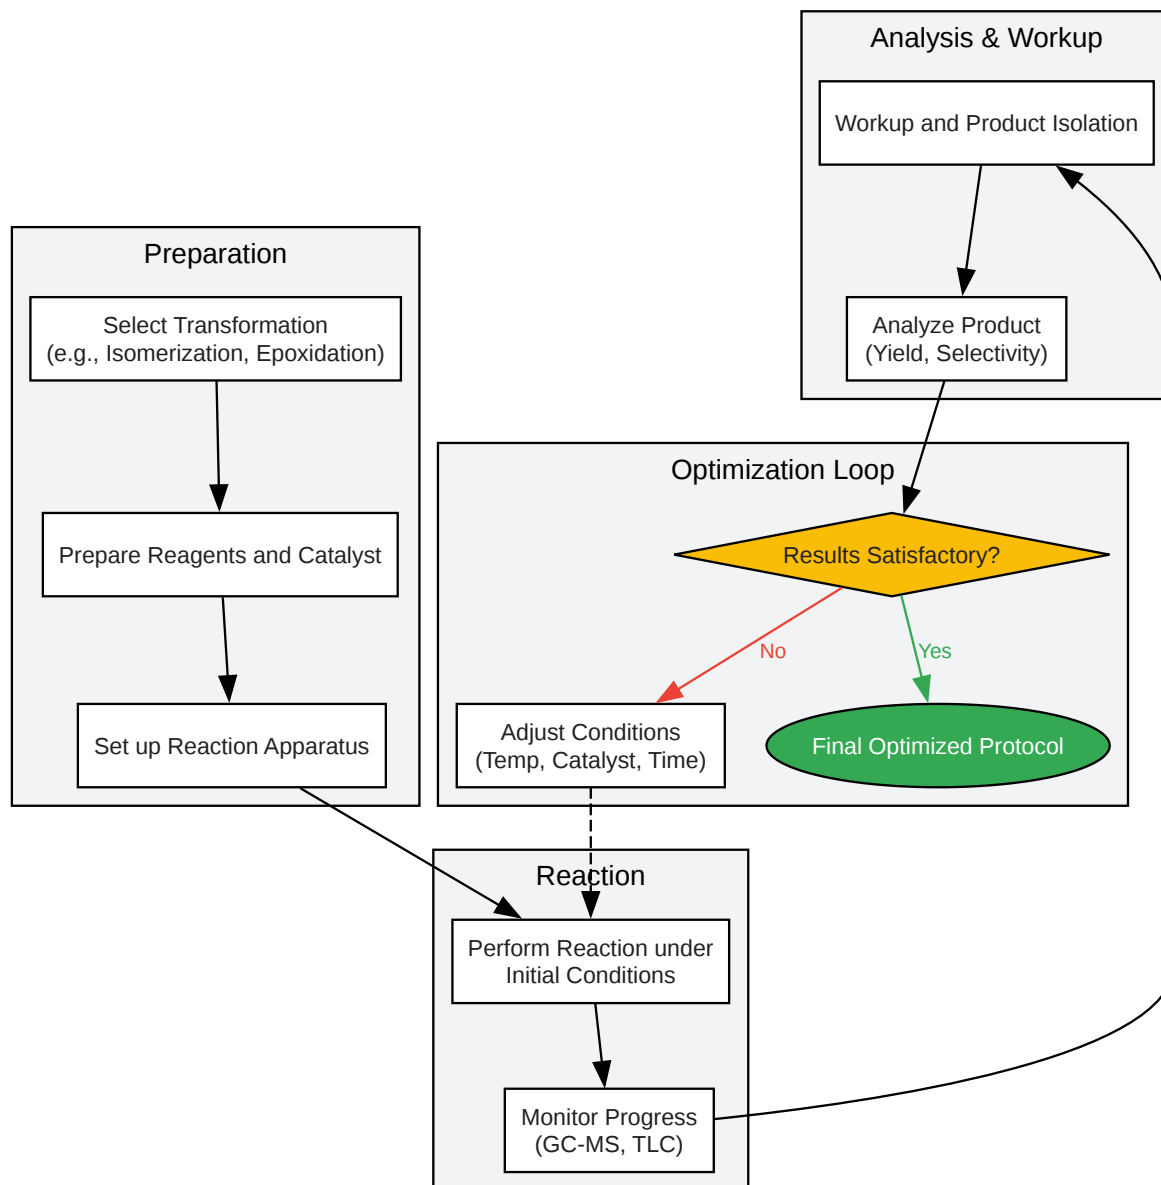 Analysis & Workup
Workup and Product Isolation
Analyze Product
(Yield, Selectivity)
Preparation
Select Transformation
(e.g., Isomerization, Epoxidation)
Prepare Reagents and Catalyst
Set up Reaction Apparatus
Optimization Loop
Results Satisfactory?
No
Yes
Adjust Conditions
(Temp, Catalyst, Time)
Final Optimized Protocol
Reaction
Perform Reaction under
Initial Conditions
Monitor Progress
(GC-MS, TLC)